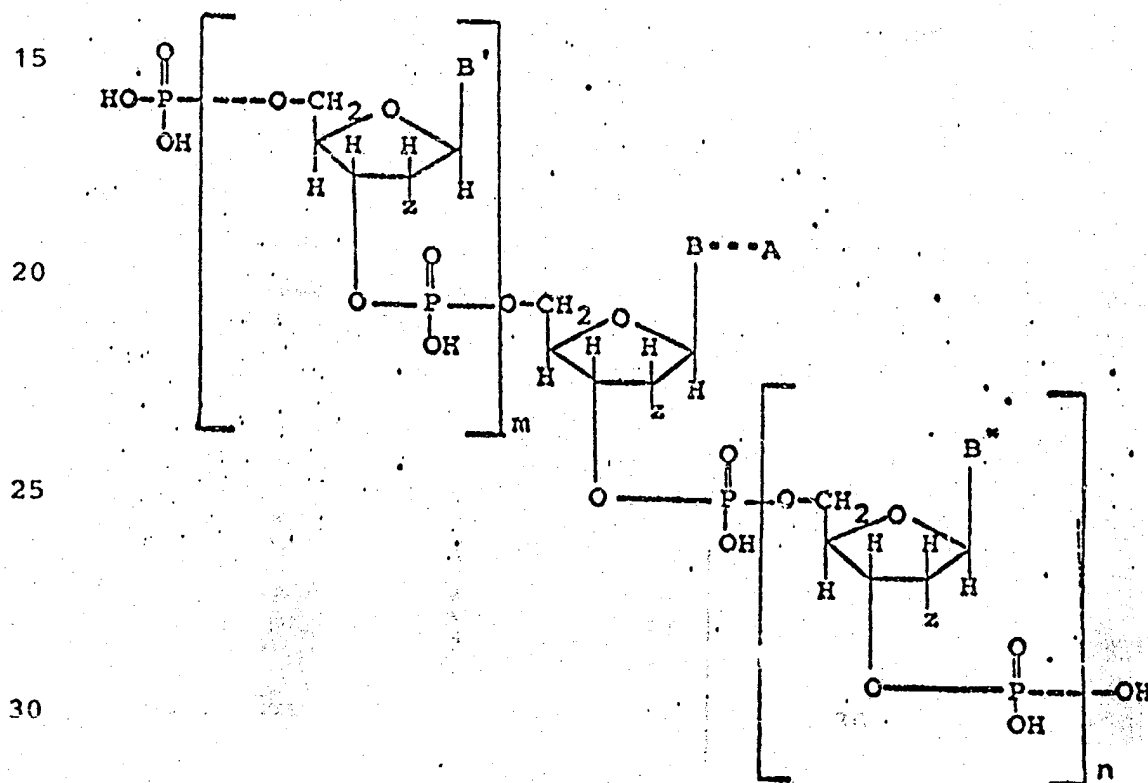 15
O
B'
HO-P-O-CH2 O
OH H H
H H
z
20
O
B···A
O P O-CH2 O
OH H H
H H
m
z
25
O
B*
O P O-CH2 O
OH H H
H H
z
O
30
O P OH
OH
n